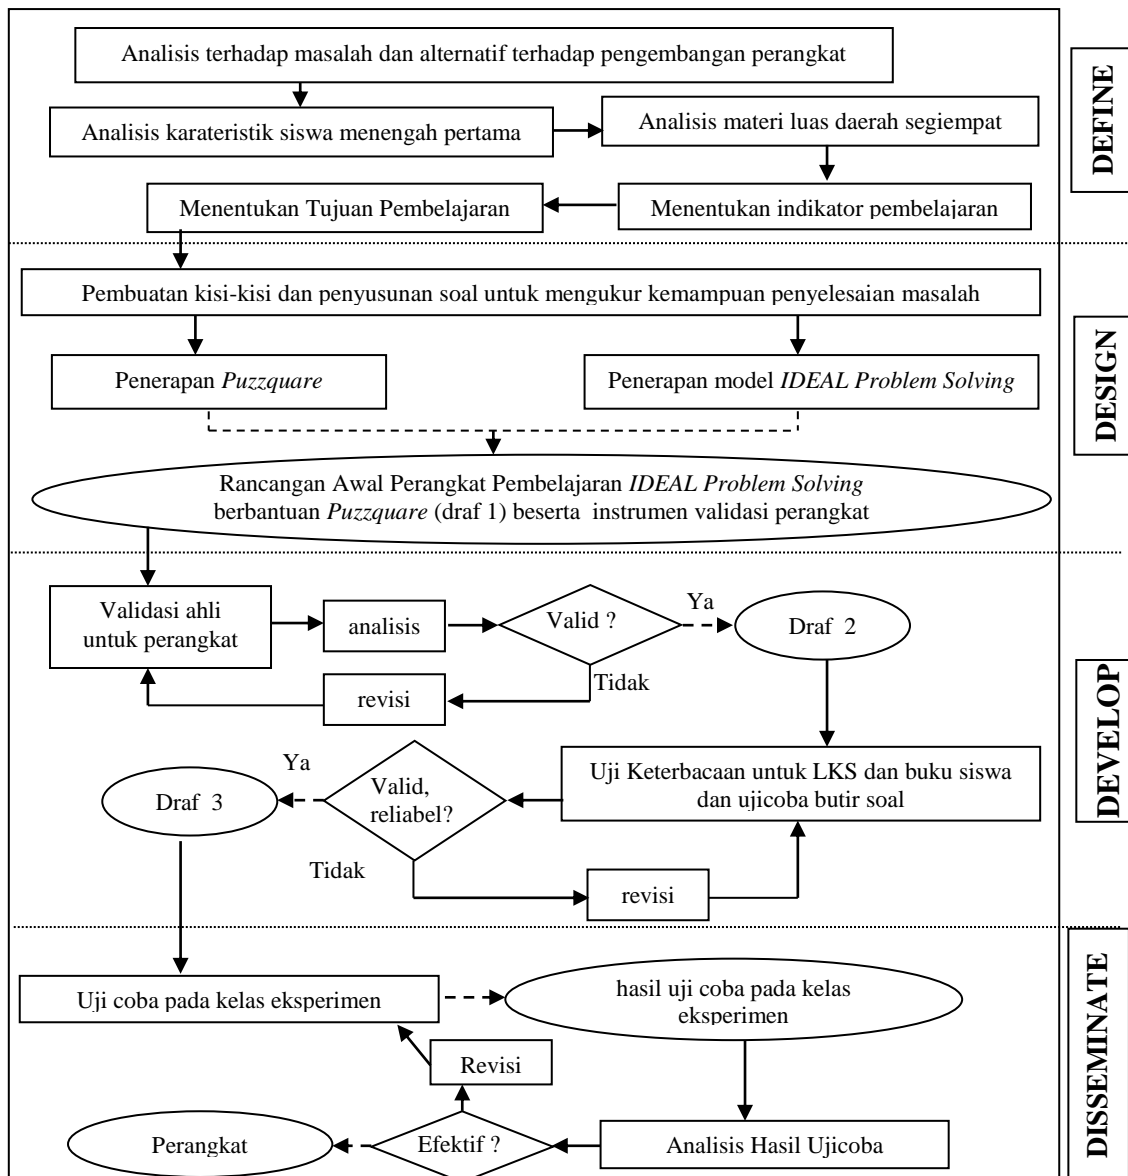 Analisis terhadap masalah dan alternatif terhadap pengembangan perangkat
Analisis karateristik siswa menengah pertama
Analisis materi luas daerah segiempat
Menentukan Tujuan Pembelajaran
Menentukan indikator pembelajaran
DEFINE
Pembuatan kisi-kisi dan penyusunan soal untuk mengukur kemampuan penyelesaian masalah
Penerapan Puzzquare
Penerapan model IDEAL Problem Solving
Rancangan Awal Perangkat Pembelajaran IDEAL Problem Solving
berbantuan Puzzquare (draf 1) beserta instrumen validasi perangkat
DESIGN
Validasi ahli
untuk perangkat
analisis
Valid ?
Ya
Draf 2
Tidak
revisi
Uji Keterbacaan untuk LKS dan buku siswa
dan ujicoba butir soal
Valid,
reliabel?
Ya
Draf 3
Tidak
revisi
DEVELOP
Uji coba pada kelas eksperimen
hasil uji coba pada kelas
eksperimen
Revisi
Perangkat
Efektif ?
Analisis Hasil Ujicoba
DISSEMINATE